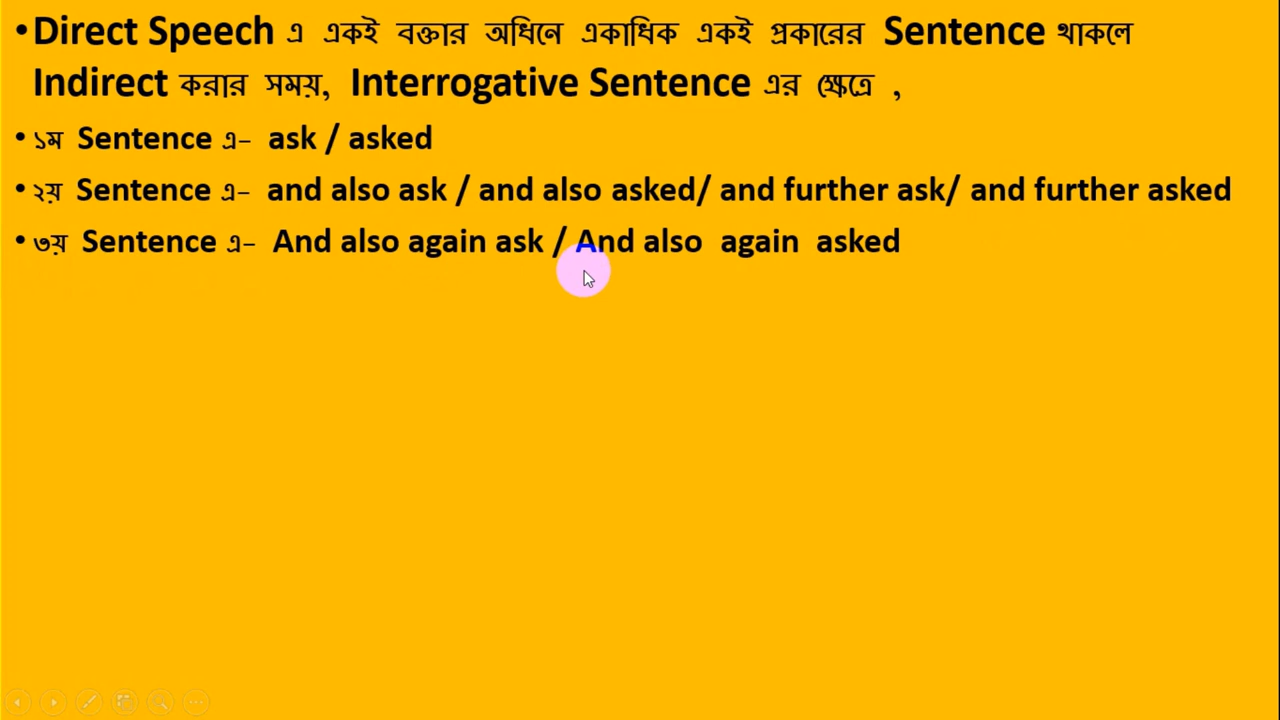 •Direct Speech এ একই বক্তার অধিনে একাধিক একই প্রকারের Sentence থাকলে
Indirect করার সময়, Interrogative Sentence এর ক্ষেত্রে ,
• ১ম Sentence এ– ask / asked
• ২য় Sentence এ– and also ask / and also asked/ and further ask/ and further asked
• ৩য় Sentence এ– And also again ask / And also again asked